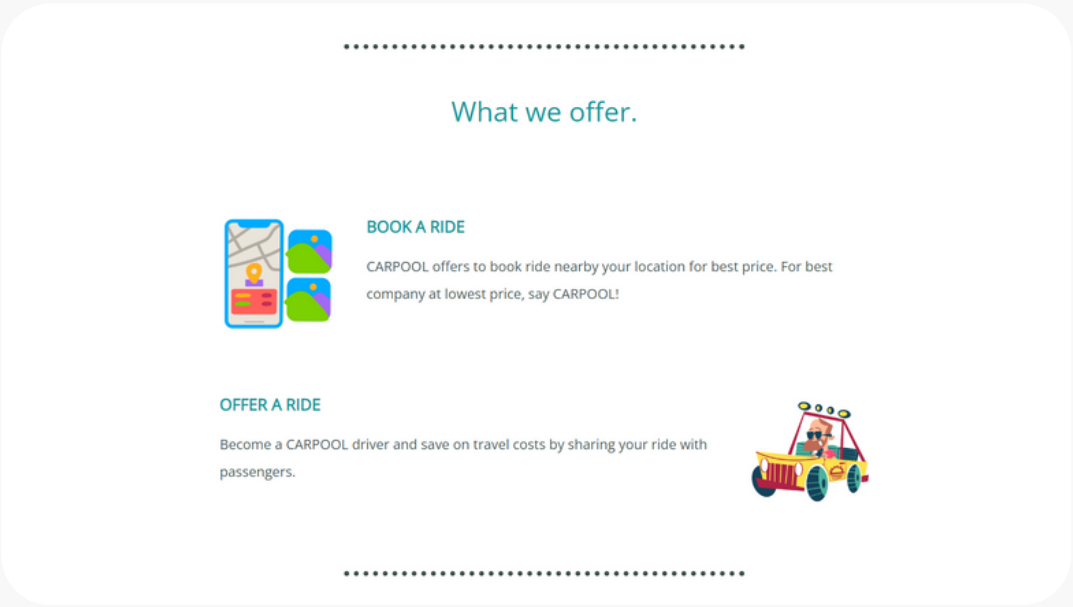 What we offer.
BOOK A RIDE
CARPOOL offers to book ride nearby your location for best price. For best
company at lowest price, say CARPOOL!
OFFER A RIDE
Become a CARPOOL driver and save on travel costs by sharing your ride with
passengers.